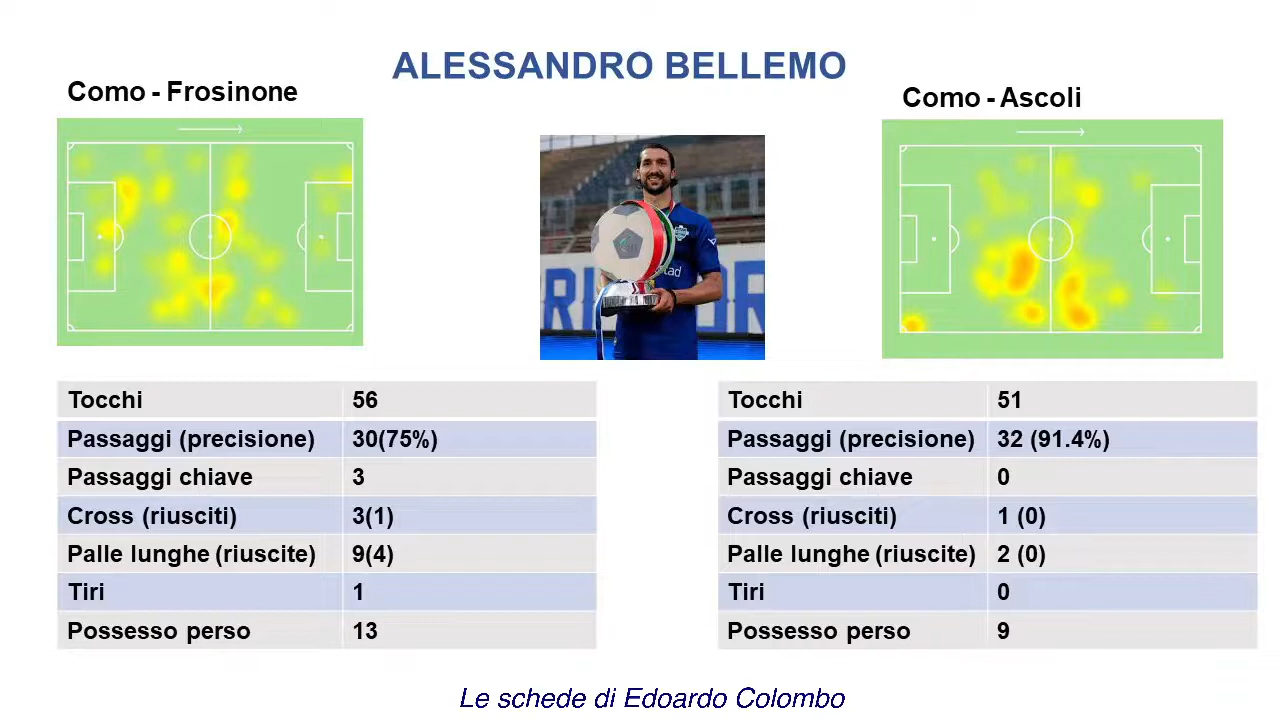 ALESSANDRO BELLEMO
Como - Frosinone
Como - Ascoli
Tocchi 56
Passaggi (precisione) 30(75%)
Passaggi chiave 3
Cross (riusciti) 3(1)
Palle lunghe (riuscite) 9(4)
Tiri 1
Possesso perso 13
Tocchi 51
Passaggi (precisione) 32 (91.4%)
Passaggi chiave 0
Cross (riusciti) 1 (0)
Palle lunghe (riuscite) 2 (0)
Tiri 0
Possesso perso 9
Le schede di Edoardo Colombo